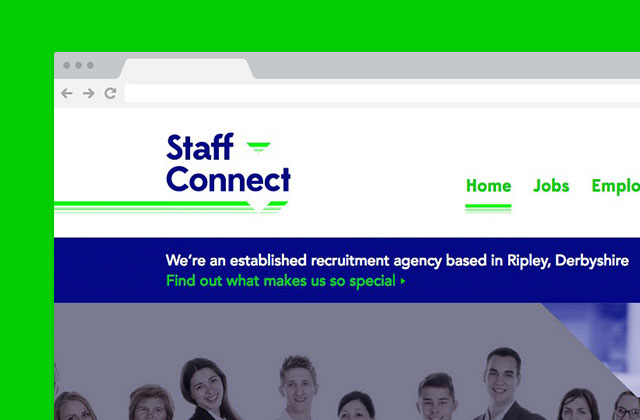 Staff
Connect
Home Jobs Emplo
We're an established recruitment agency based in Ripley, Derbyshire
Find out what makes us so special